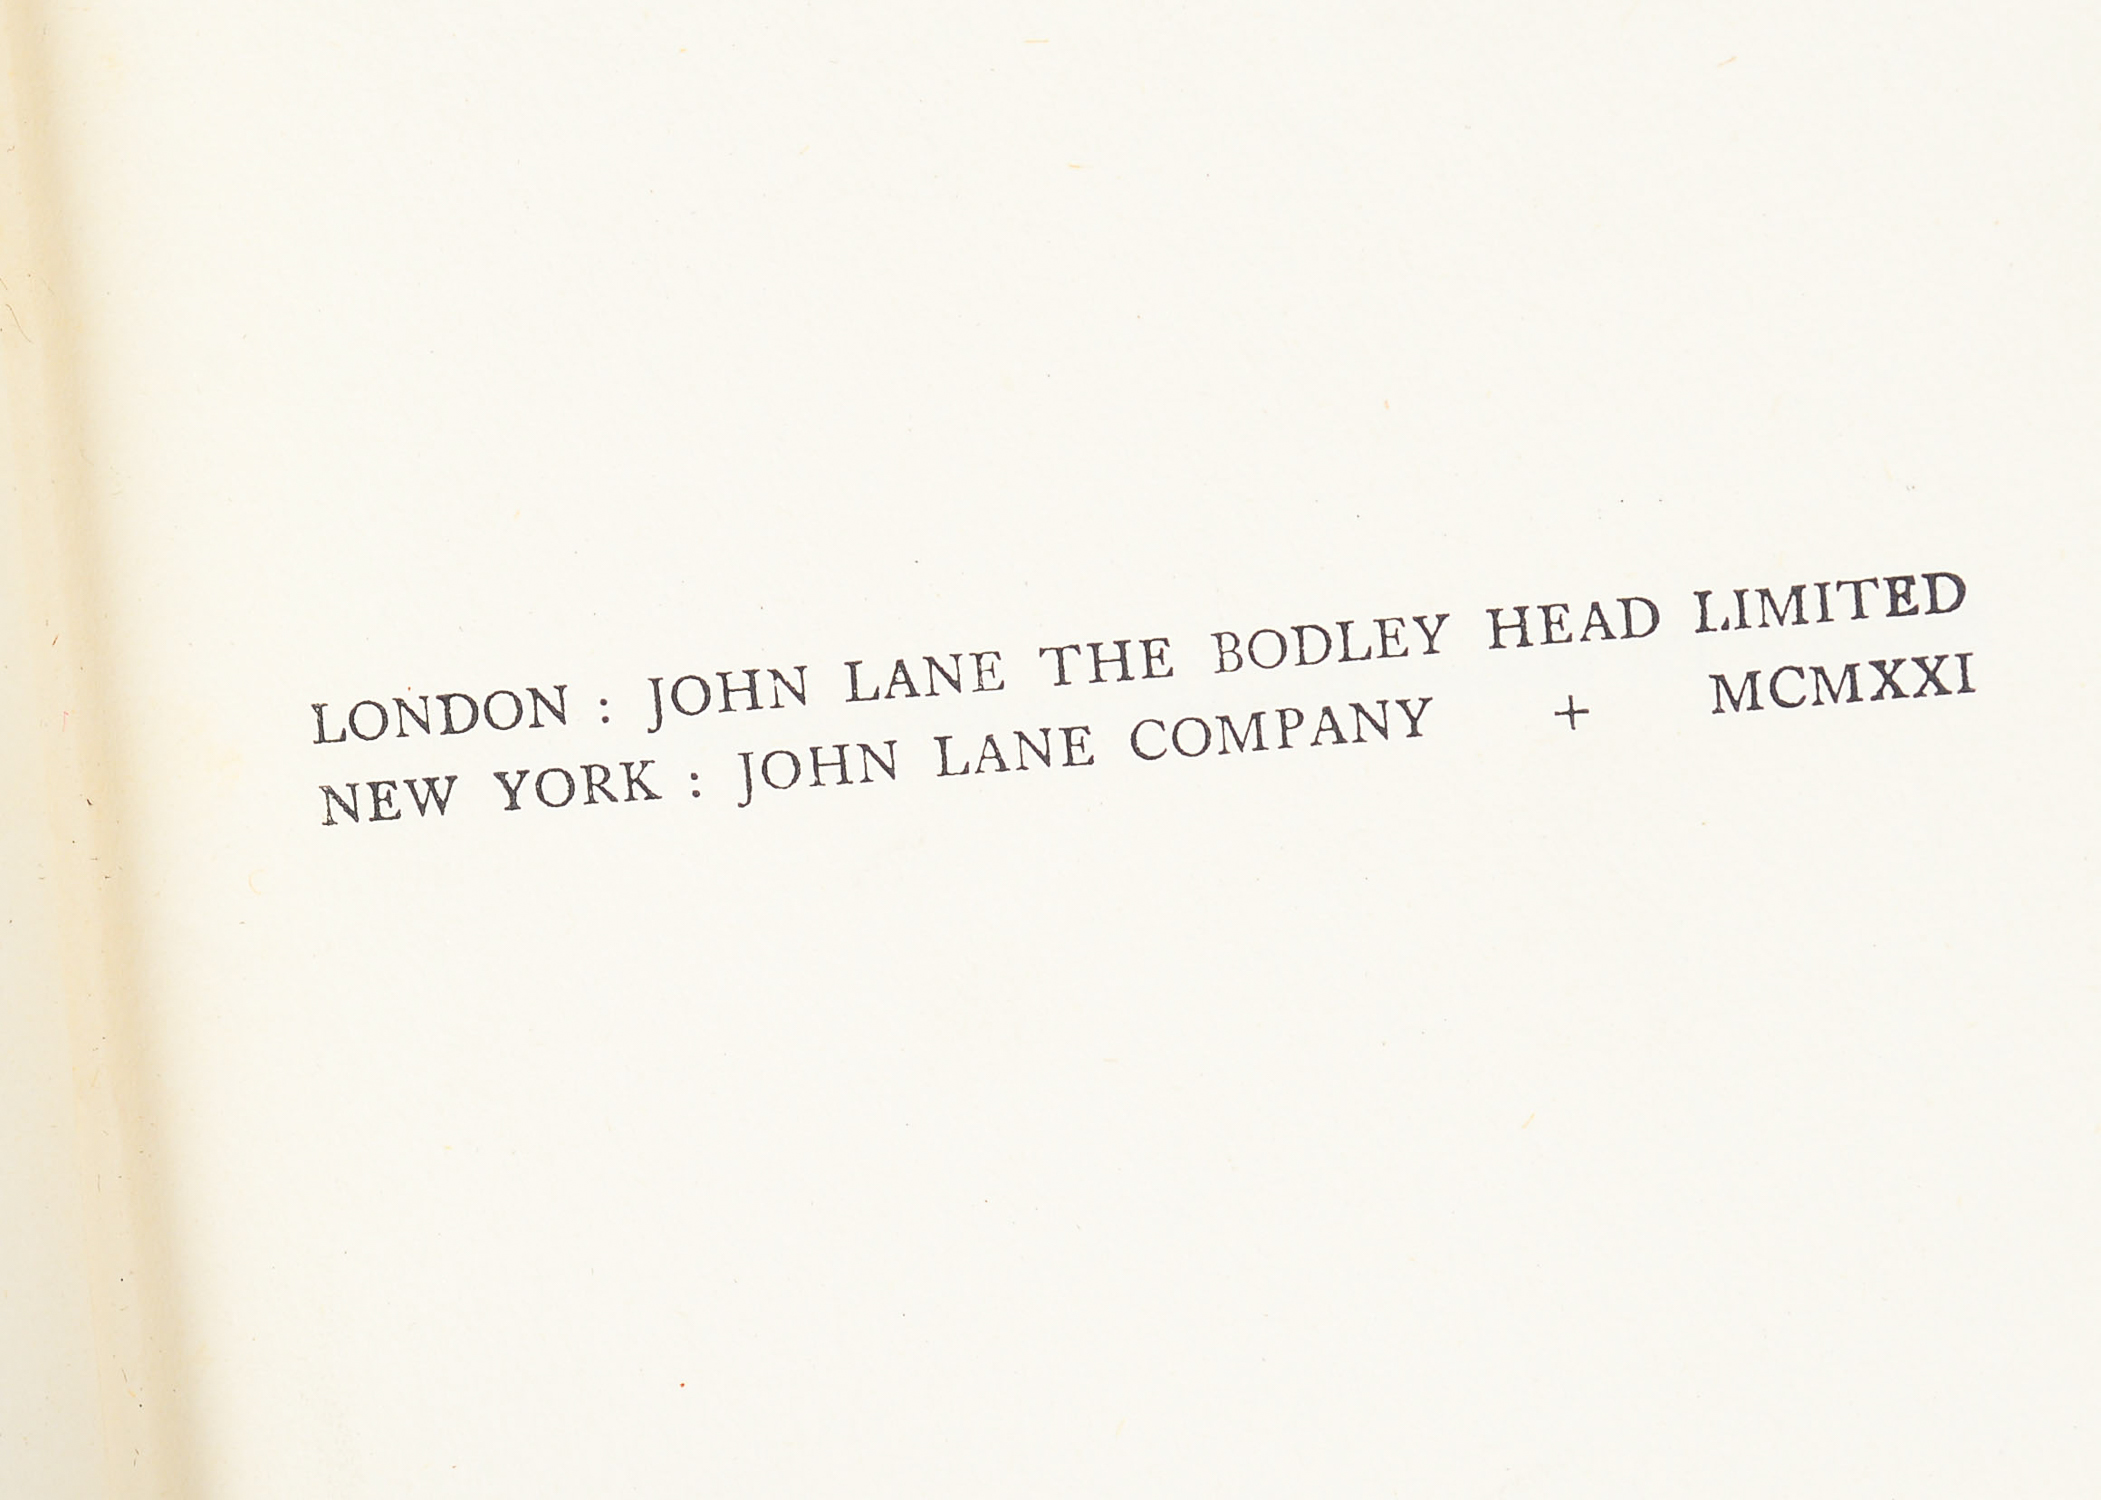 LONDON : JOHN LANE THE BODLEY HEAD LIMITED
NEW YORK : JOHN LANE COMPANY + MCMXXI